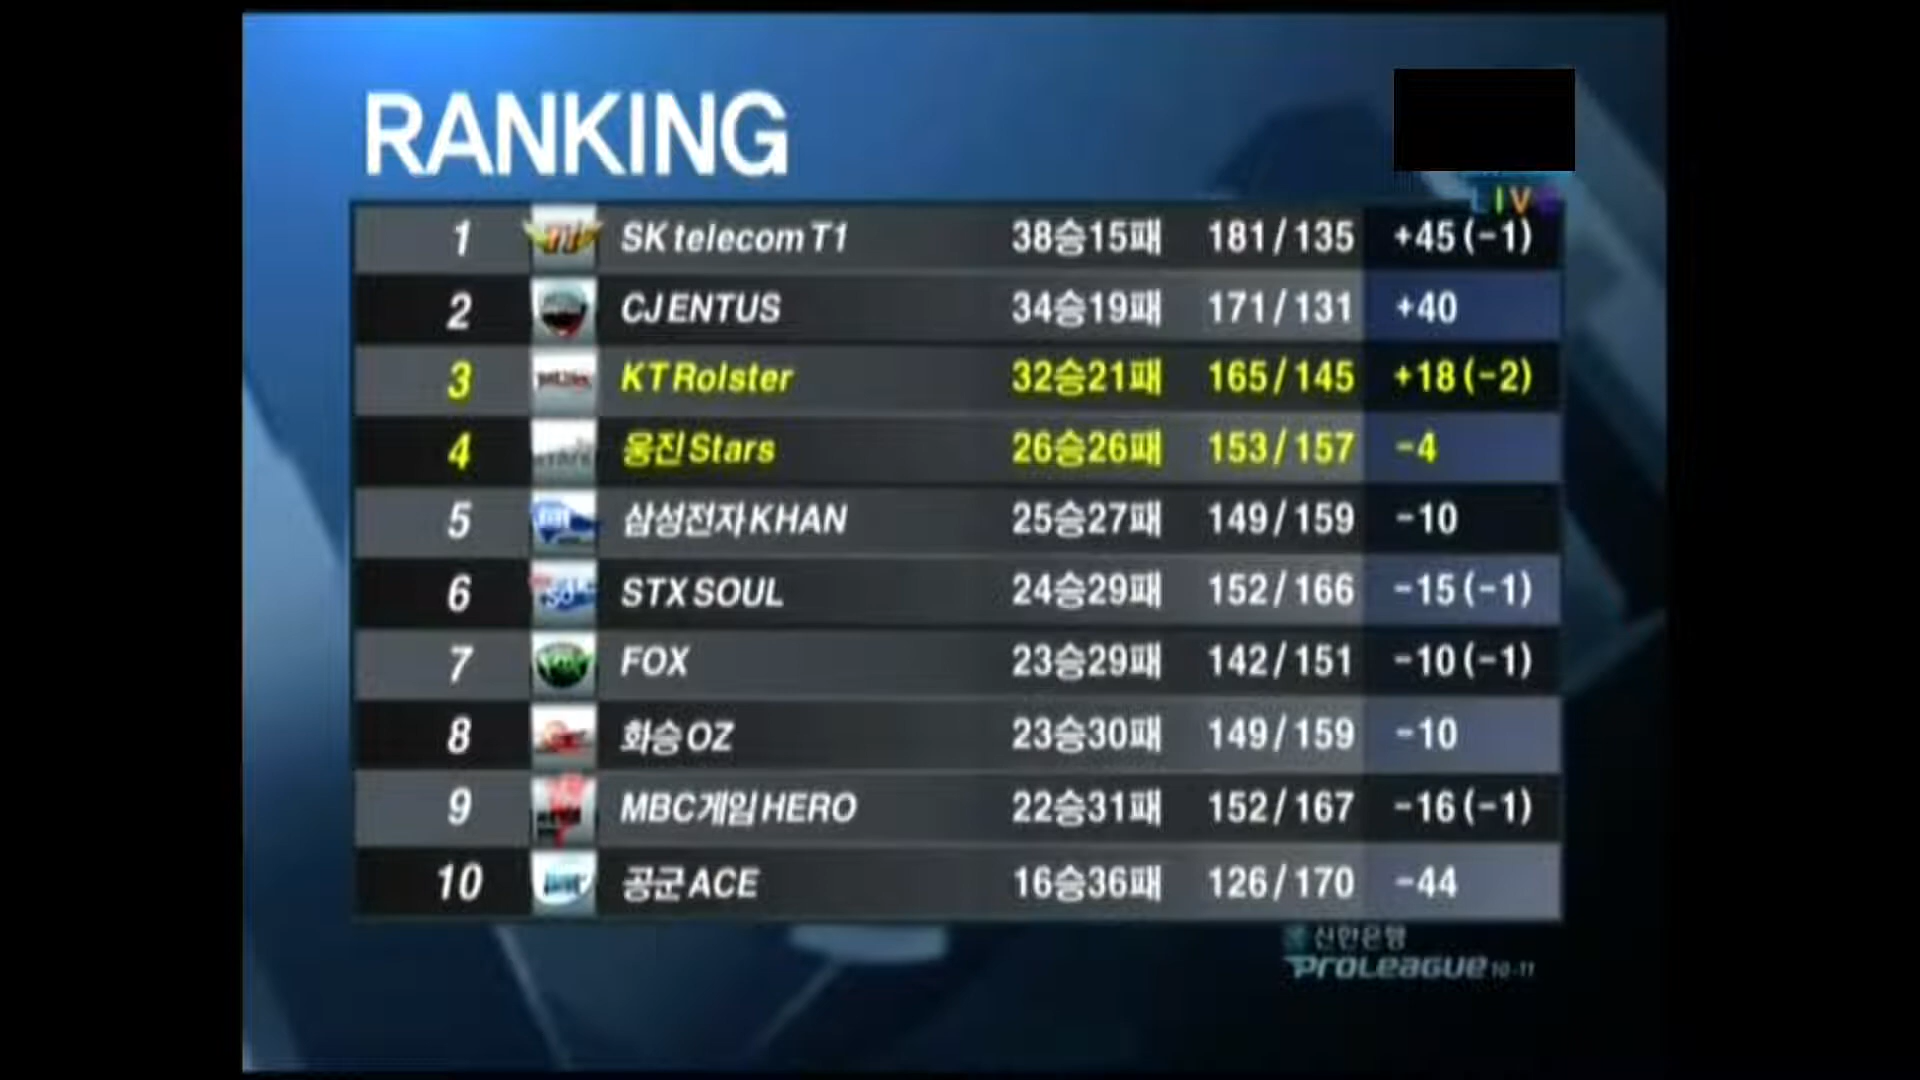 RANKING
LIVE
1 SK telecom T1 38승15패 181/135 +45(-1)
2 CJ ENTUS 34승19패 171/131 +40
3 KT Rolster 32승21패 165/145 +18(-2)
4 웅진 Stars 26승26패 153/157 -4
5 삼성전자 KHAN 25승27패 149/159 -10
6 STX SOUL 24승29패 152/166 -15(-1)
7 FOX 23승29패 142/151 -10(-1)
8 화승 OZ 23승30패 149/159 -10
9 MBC게임 HERO 22승31패 152/167 -16(-1)
10 공군 ACE 16승36패 126/170 -44
신한은행
PROLEAGUE 10-11